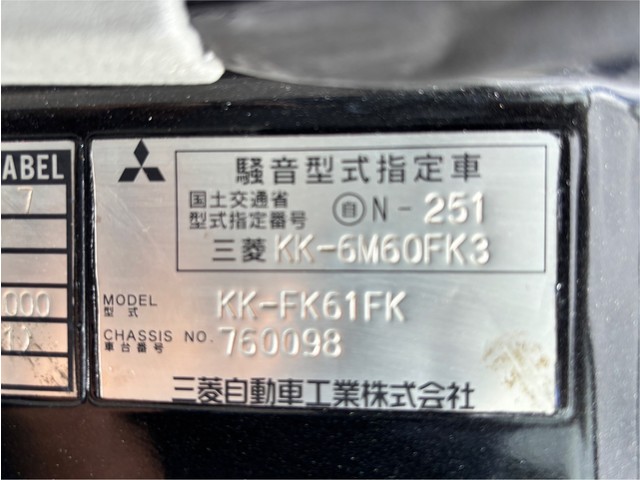 ABEL
7
000
騒音型式指定車
国土交通省
型式指定番号 自 N-251
三菱 KK-6M60FK3
MODEL
型式
KK-FK61FK
CHASSIS NO.
車台番号
760098
三菱自動車工業株式会社